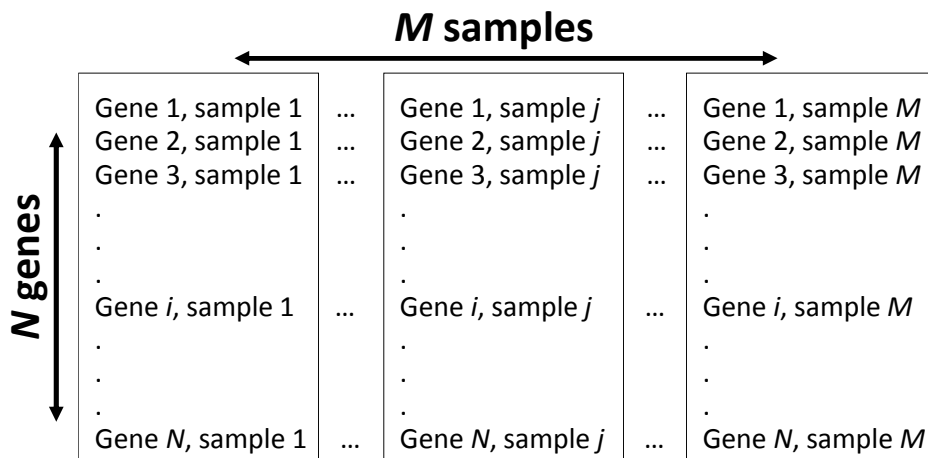 M samples
N genes
Gene 1, sample 1 ... Gene 1, sample j ... Gene 1, sample M
Gene 2, sample 1 ... Gene 2, sample j ... Gene 2, sample M
Gene 3, sample 1 ... Gene 3, sample j ... Gene 3, sample M
. . .
. . .
. . .
Gene i, sample 1 ... Gene i, sample j ... Gene i, sample M
. . .
. . .
. . .
Gene N, sample 1 ... Gene N, sample j ... Gene N, sample M